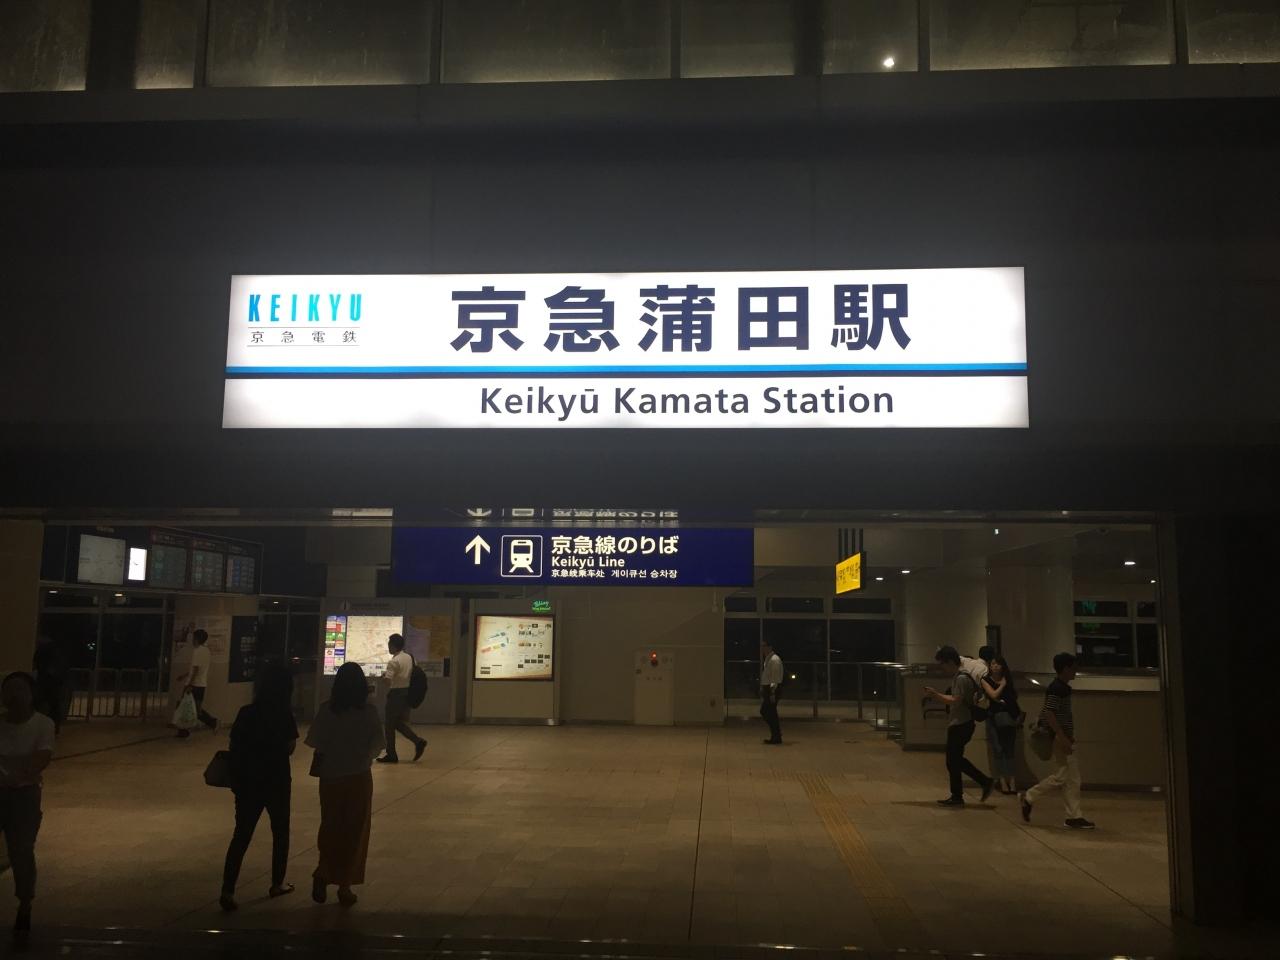 KEIKYU
京急電鉄
京急蒲田駅
Keikyū Kamata Station
京急線のりば
Keikyū Line
京急线乘车处 게이큐선 승차장